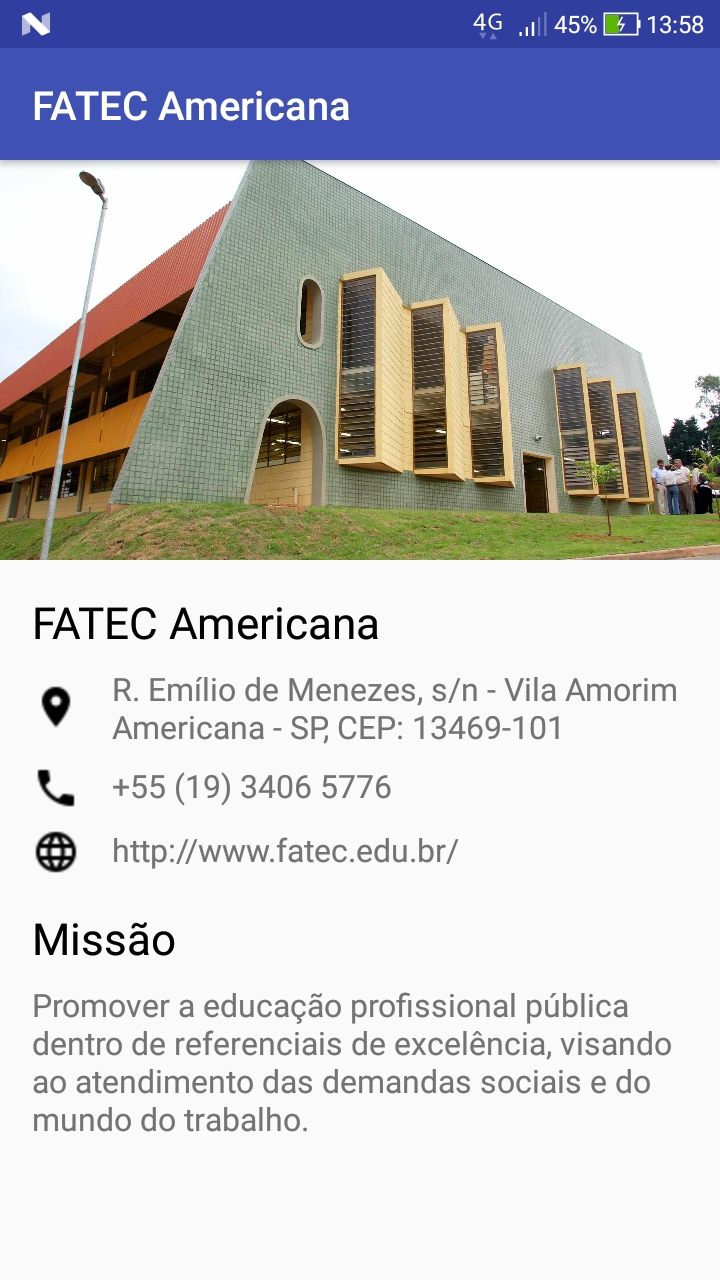 4G 45% 13:58
FATEC Americana
FATEC Americana
R. Emílio de Menezes, s/n - Vila Amorim
Americana - SP, CEP: 13469-101
+55 (19) 3406 5776
http://www.fatec.edu.br/
Missão
Promover a educação profissional pública
dentro de referenciais de excelência, visando
ao atendimento das demandas sociais e do
mundo do trabalho.